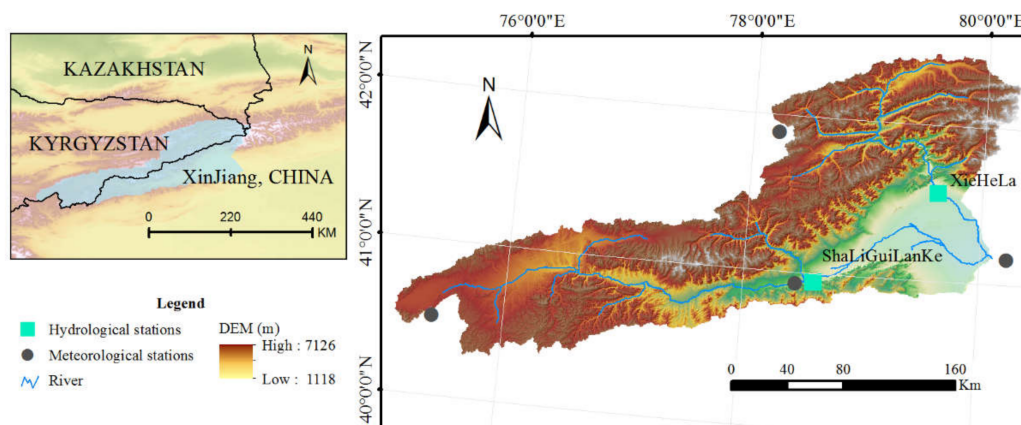 76°0'0"E
78°0'0"E
80°0'0"E
N
KAZAKHSTAN
KYRGYZSTAN
XinJiang, CHINA
0 220 440
KM
42°0'0"N
41°0'0"N
40°0'0"N
N
XieHeLa
ShaLiGuiLanKe
Legend
Hydrological stations
Meteorological stations
River
DEM (m)
High : 7126
Low : 1118
0 40 80 160
Km